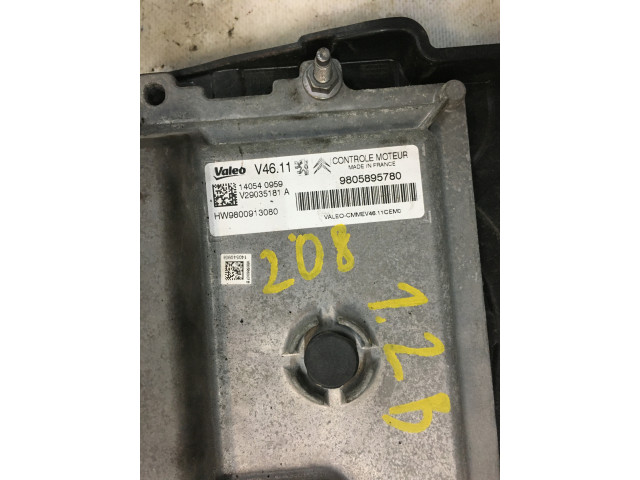 Valeo V46.11 CONTROLE MOTEUR
MADE IN FRANCE
14054 0959
V29035181 A
9805895780
HW9800913080
VALEO-CMMEV46.11CEM0
208
1.2b